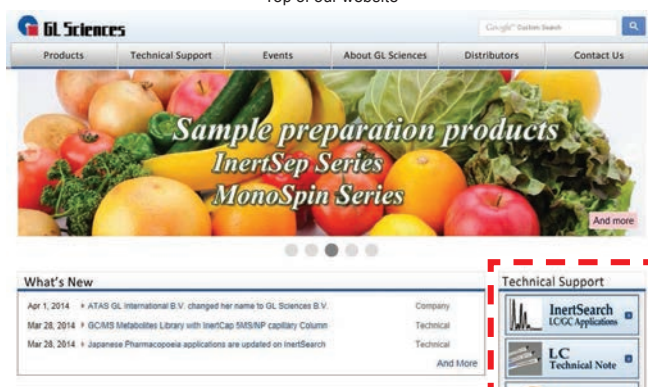 Top of our website
GL Sciences
Google™ Custom Search
Products Technical Support Events About GL Sciences Distributors Contact Us
Sample preparation products
InertSep Series
MonoSpin Series
And more
What's New
Apr 1, 2014 ATAS GL International B.V. changed her name to GL Sciences B.V. Company
Mar 28, 2014 GC/MS Metabolites Library with InertCap 5MS/NP capillary Column Technical
Mar 28, 2014 Japanese Pharmacopoeia applications are updated on InertSearch Technical
And More
Technical Support
InertSearch
LC/GC Applications
LC
Technical Note